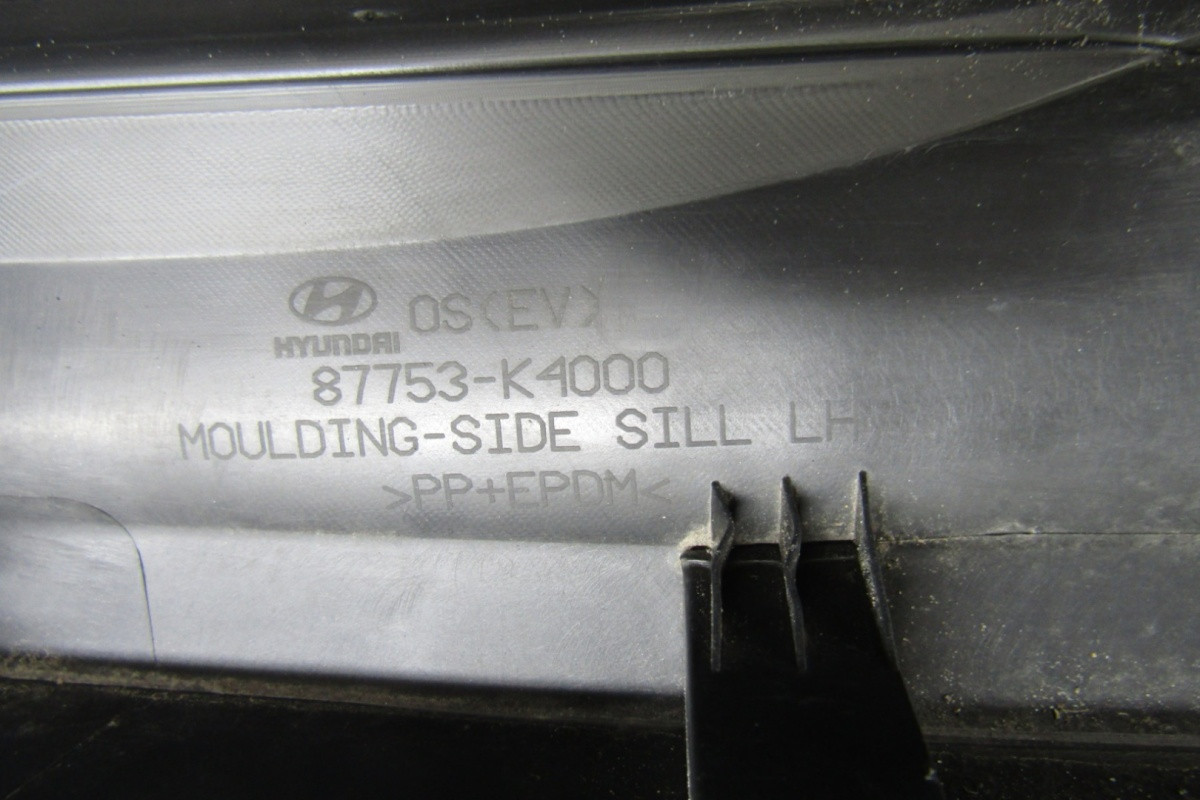 OS(EV)
HYUNDAI
87753-K4000
MOULDING-SIDE SILL LH
>PP+EPDM<